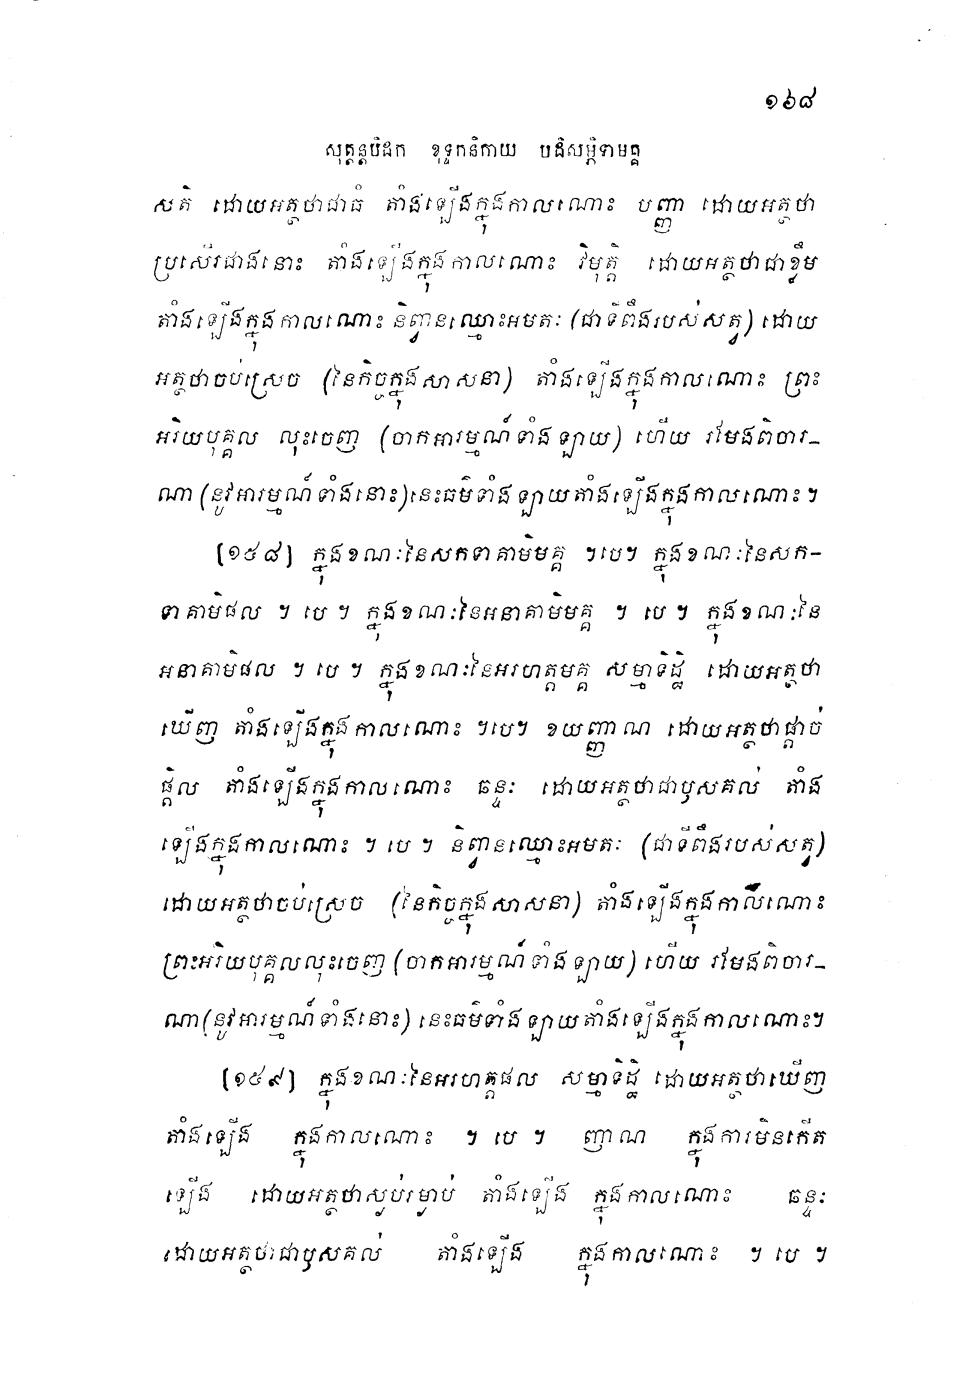 ១៦៨
សុត្តន្តបិដក ខុទ្ទកនិកាយ បដិសម្ភិទាមគ្គ
សតិ ដោយអត្ថថាជាធំ តាំងឡើងក្នុងកាលណោះ បញ្ញា ដោយអត្ថថា
ប្រសើរជាងនោះ តាំងឡើងក្នុងកាលណោះ វិមុត្តិ ដោយអត្ថថាជាខ្លឹម
តាំងឡើងក្នុងកាលណោះ និព្វានឈ្មោះអមតៈ (ជាទីពឹងរបស់សត្វ) ដោយ
អត្ថថាចប់ស្រេច (នៃកិច្ចក្នុងសាសនា) តាំងឡើងក្នុងកាលណោះ ព្រះ
អរិយបុគ្គល លុះចេញ (ចាកអារម្មណ៍ទាំងឡាយ) ហើយ រមែងពិចារ-
ណា (នូវអារម្មណ៍ទាំងនោះ)នេះធម៌ទាំងឡាយតាំងឡើងក្នុងកាលណោះ។
[១៥៨] ក្នុងខណៈនៃសកទាគាមិមគ្គ ។បេ។ ក្នុងខណៈនៃសក-
ទាគាមិផល ។ បេ ។ ក្នុងខណៈនៃអនាគាមិមគ្គ ។ បេ ។ ក្នុងខណៈនៃ
អនាគាមិផល ។ បេ ។ ក្នុងខណៈនៃអរហត្តមគ្គ សម្មាទិដ្ឋិ ដោយអត្ថថា
ឃើញ តាំងឡើងក្នុងកាលណោះ ។បេ។ ខយញ្ញាណ ដោយអត្ថថាផ្តាច់
ផ្តិល តាំងឡើងក្នុងកាលណោះ ឆន្ទៈ ដោយអត្ថថាជាឫសគល់ តាំង
ឡើងក្នុងកាលណោះ ។ បេ ។ និព្វានឈ្មោះអមតៈ (ជាទីពឹងរបស់សត្វ)
ដោយអត្ថថាចប់ស្រេច (នៃកិច្ចក្នុងសាសនា) តាំងឡើងក្នុងកាលណោះ
ព្រះអរិយបុគ្គលលុះចេញ (ចាកអារម្មណ៍ទាំងឡាយ) ហើយ រមែងពិចារ-
ណា(នូវអារម្មណ៍ទាំងនោះ) នេះធម៌ទាំងឡាយតាំងឡើងក្នុងកាលណោះ។
[១៥៩] ក្នុងខណៈនៃអរហត្តផល សម្មាទិដ្ឋិ ដោយអត្ថថាឃើញ
តាំងឡើង ក្នុងកាលណោះ ។ បេ ។ ញាណ ក្នុងការមិនកើត
ឡើង ដោយអត្ថថាស្ងប់រម្ងាប់ តាំងឡើង ក្នុងកាលណោះ ឆន្ទៈ
ដោយអត្ថថាជាឫសគល់ តាំងឡើង ក្នុងកាលណោះ ។ បេ ។